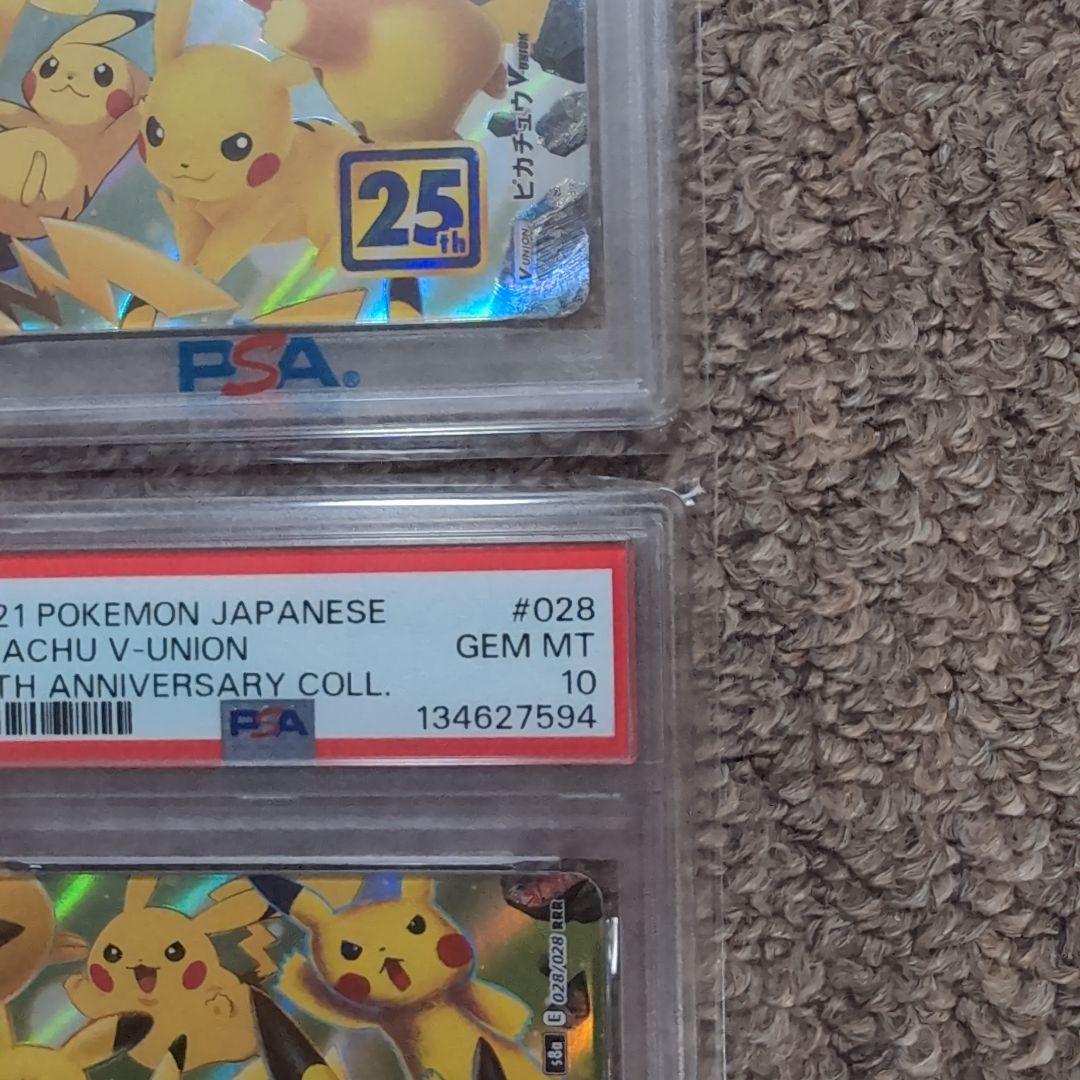 ピカチュウV-UNION
25th
V UNION
PSA®
21 POKEMON JAPANESE #028
ACHU V-UNION GEM MT
TH ANNIVERSARY COLL. 10
PSA 134627594
s8a E 028/028 RRR